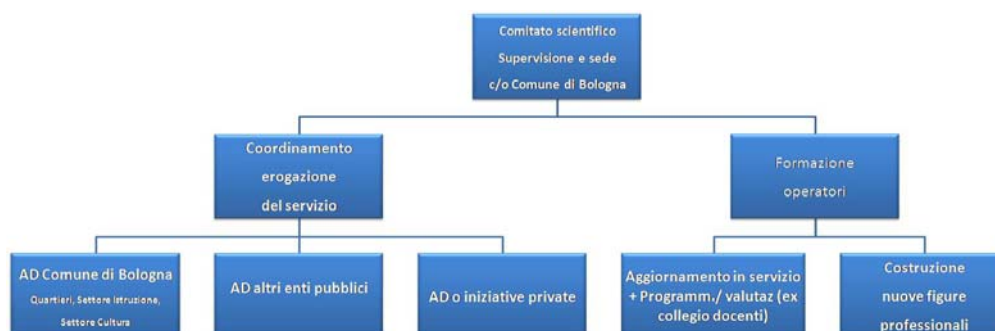 Comitato scientifico
Supervisione e sede
c/o Comune di Bologna
Coordinamento
erogazione
del servizio
Formazione
operatori
AD Comune di Bologna
Quartieri, Settore Istruzione,
Settore Cultura
AD altri enti pubblici
AD o iniziative private
Aggiornamento in servizio
+ Programm./ valutaz (ex
collegio docenti)
Costruzione
nuove figure
professionali